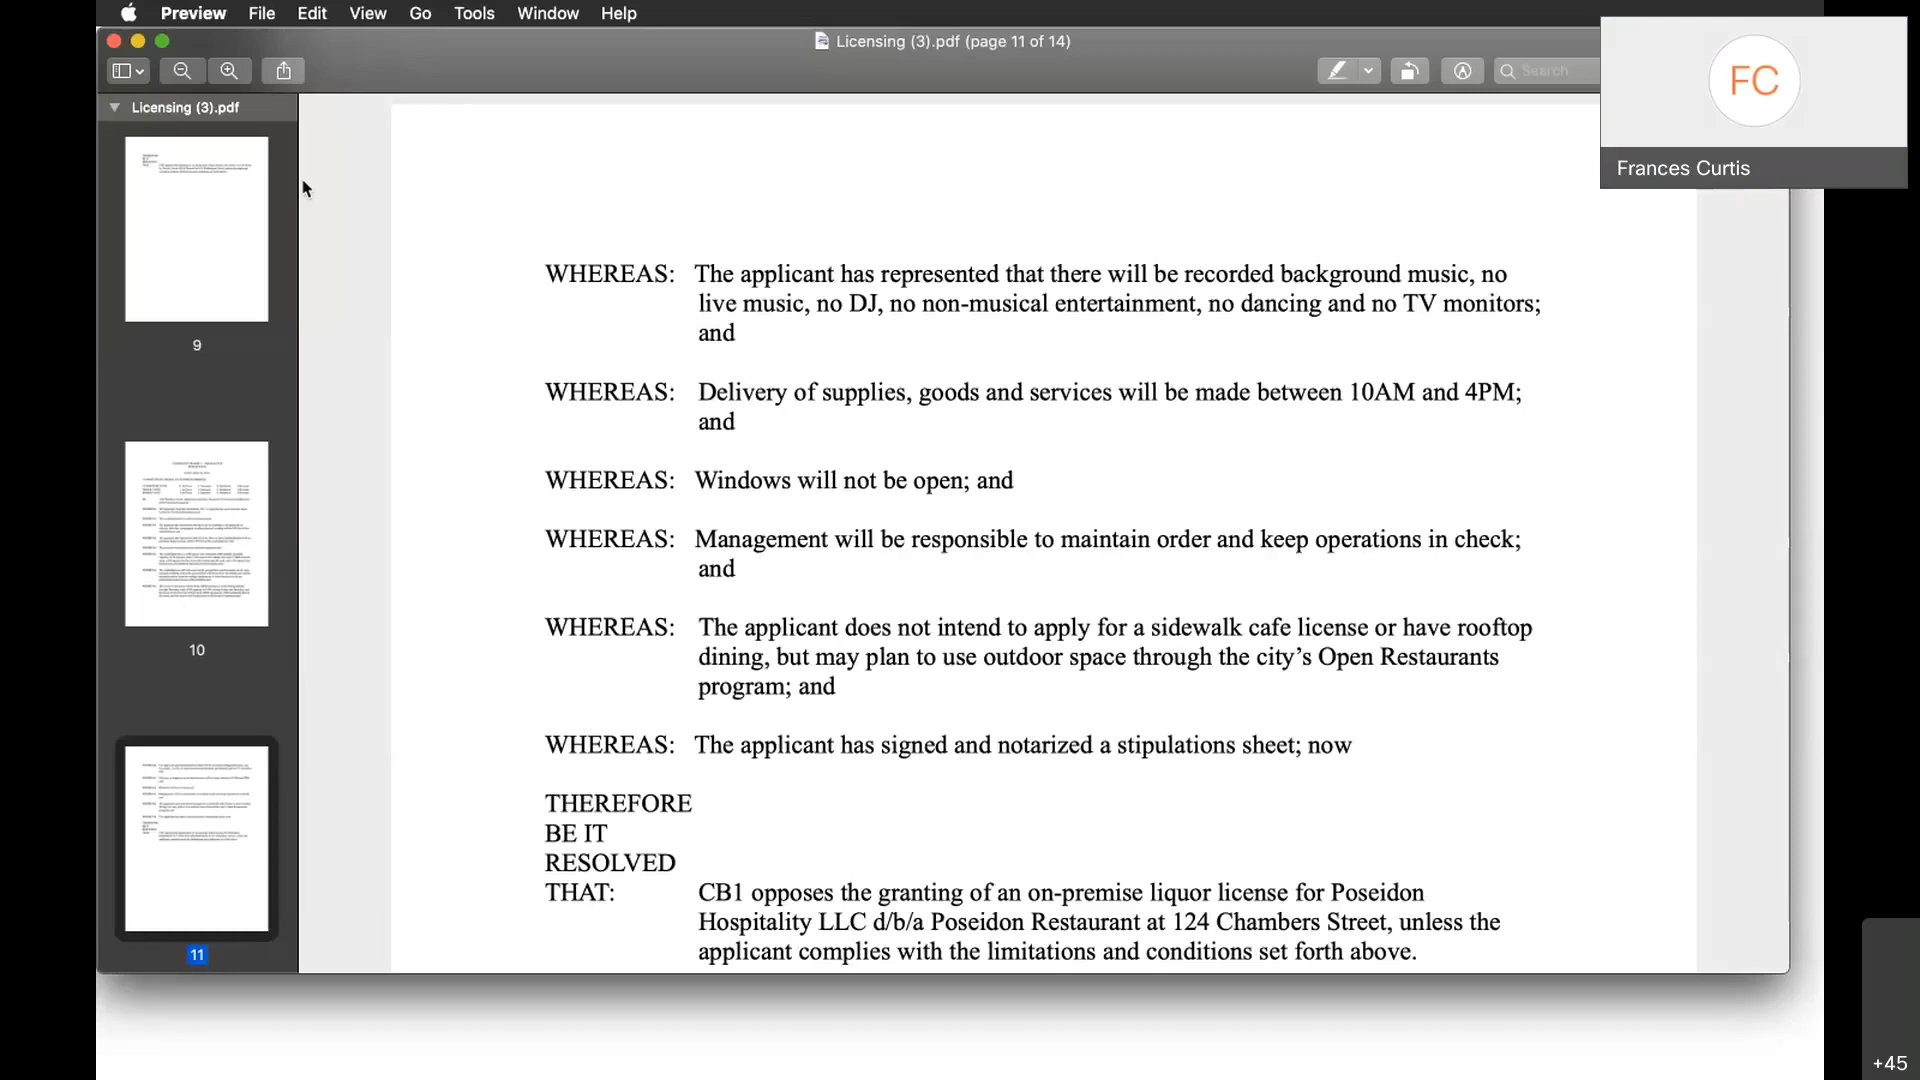 Preview File Edit View Go Tools Window Help
Licensing (3).pdf (page 11 of 14)
Search
FC
Frances Curtis
Licensing (3).pdf
9
10
11
WHEREAS: The applicant has represented that there will be recorded background music, no
live music, no DJ, no non-musical entertainment, no dancing and no TV monitors;
and
WHEREAS: Delivery of supplies, goods and services will be made between 10AM and 4PM;
and
WHEREAS: Windows will not be open; and
WHEREAS: Management will be responsible to maintain order and keep operations in check;
and
WHEREAS: The applicant does not intend to apply for a sidewalk cafe license or have rooftop
dining, but may plan to use outdoor space through the city’s Open Restaurants
program; and
WHEREAS: The applicant has signed and notarized a stipulations sheet; now
THEREFORE
BE IT
RESOLVED
THAT: CB1 opposes the granting of an on-premise liquor license for Poseidon
Hospitality LLC d/b/a Poseidon Restaurant at 124 Chambers Street, unless the
applicant complies with the limitations and conditions set forth above.
+45